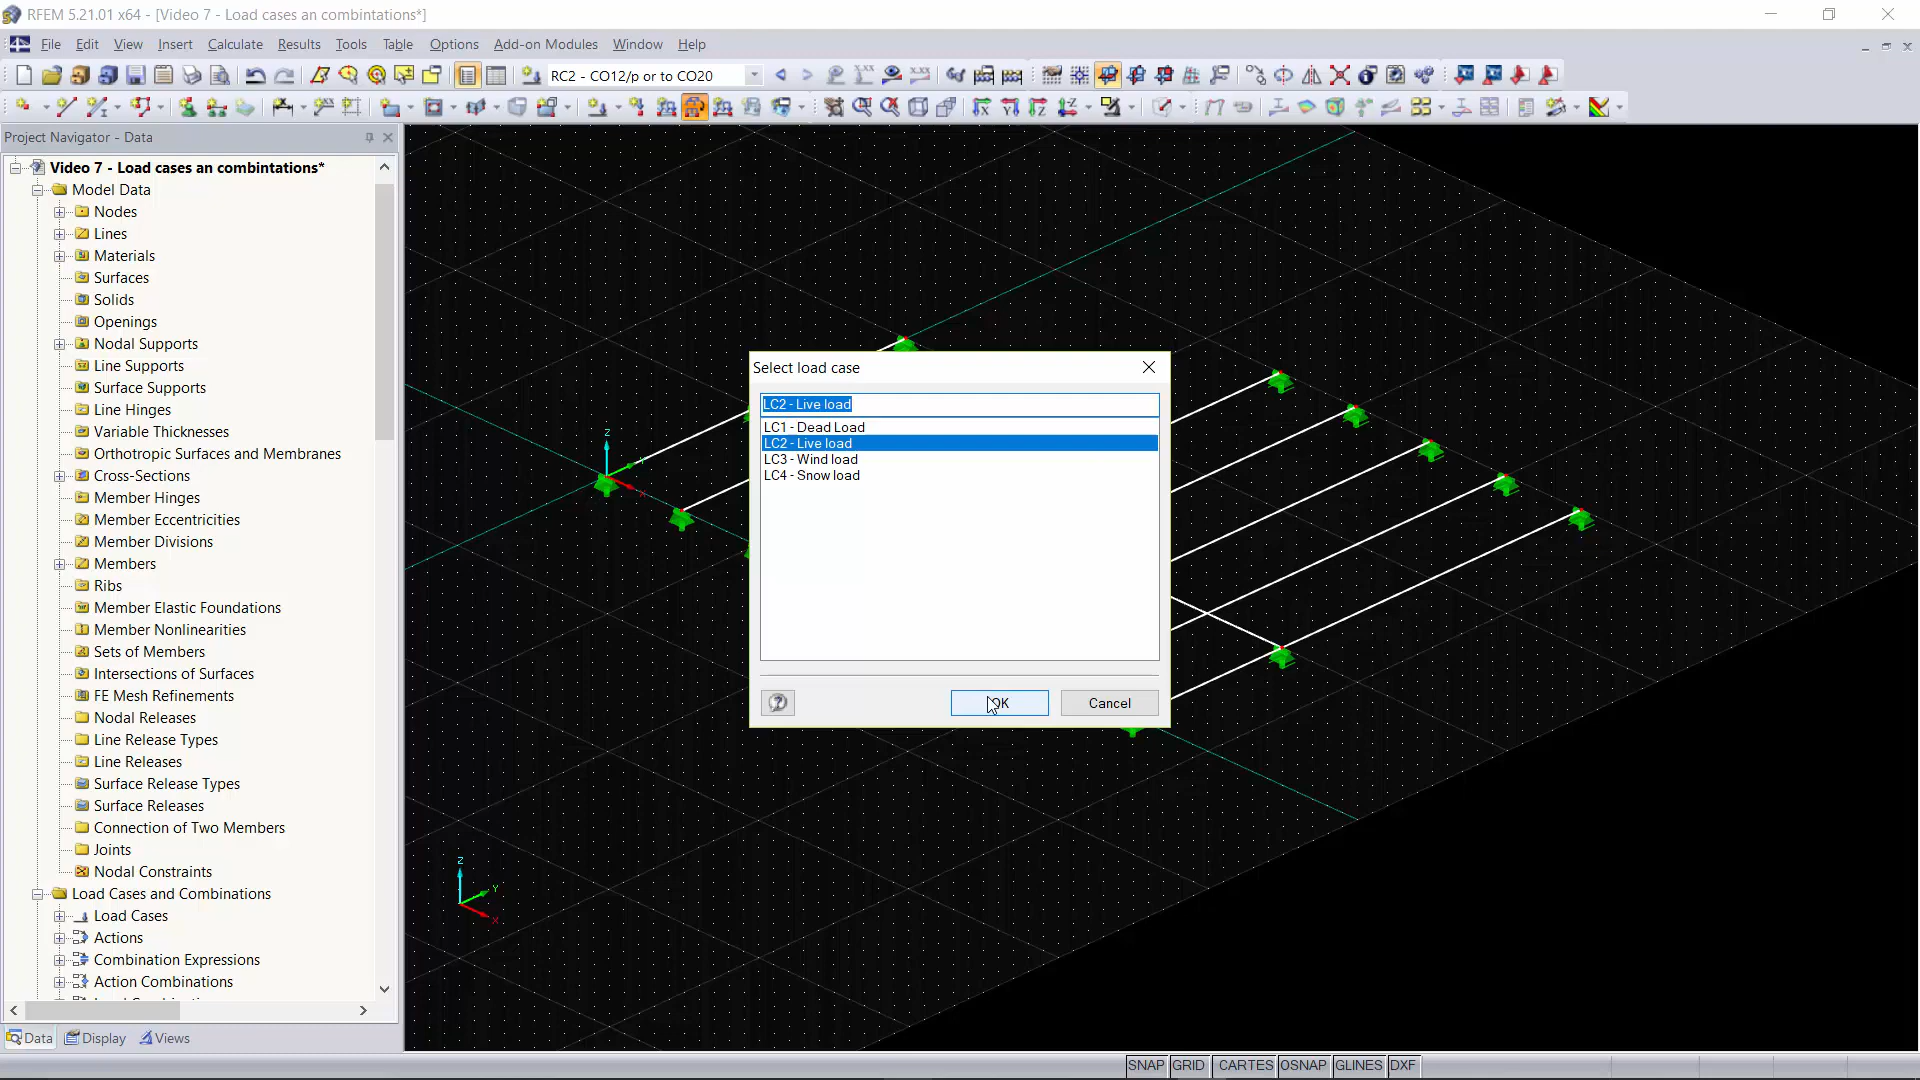 RFEM 5.21.01 x64 - [Video 7 - Load cases an combintations*]
File Edit View Insert Calculate Results Tools Table Options Add-on Modules Window Help
RC2 - CO12/p or to CO20
Project Navigator - Data
Video 7 - Load cases an combintations*
Model Data
Nodes
Lines
Materials
Surfaces
Solids
Openings
Nodal Supports
Line Supports
Surface Supports
Line Hinges
Variable Thicknesses
Orthotropic Surfaces and Membranes
Cross-Sections
Member Hinges
Member Eccentricities
Member Divisions
Members
Ribs
Member Elastic Foundations
Member Nonlinearities
Sets of Members
Intersections of Surfaces
FE Mesh Refinements
Nodal Releases
Line Release Types
Line Releases
Surface Release Types
Surface Releases
Connection of Two Members
Joints
Nodal Constraints
Load Cases and Combinations
Load Cases
Actions
Combination Expressions
Action Combinations
Data Display Views
Z
X
Z
Y
X
Select load case
LC2 - Live load
LC1 - Dead Load
LC2 - Live load
LC3 - Wind load
LC4 - Snow load
OK Cancel
SNAP GRID CARTES OSNAP GLINES DXF